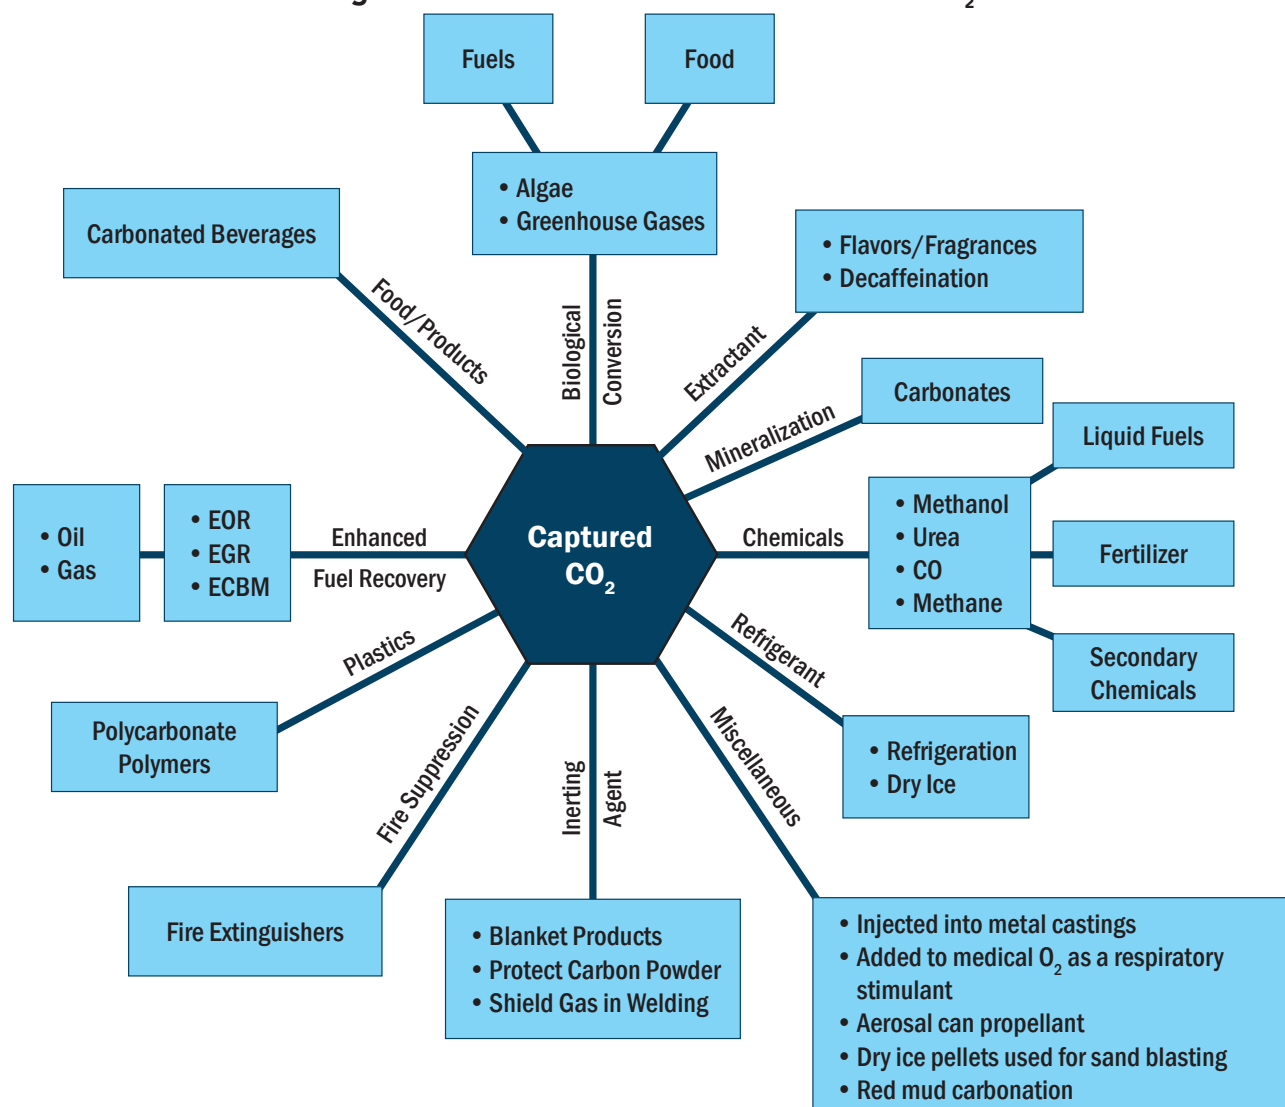 Fuels
Food
• Algae
• Greenhouse Gases
Carbonated Beverages
• Flavors/Fragrances
• Decaffeination
Food/Products
Biological
Conversion
Extractant
Mineralization
Carbonates
Liquid Fuels
• Oil
• Gas
• EOR
• EGR
• ECBM
Enhanced
Fuel Recovery
Captured
CO₂
Chemicals
• Methanol
• Urea
• CO
• Methane
Fertilizer
Secondary
Chemicals
Plastics
Polycarbonate
Polymers
Refrigerant
• Refrigeration
• Dry Ice
Fire Suppression
Fire Extinguishers
Inerting
Agent
• Blanket Products
• Protect Carbon Powder
• Shield Gas in Welding
Miscellaneous
• Injected into metal castings
• Added to medical O₂ as a respiratory
stimulant
• Aerosal can propellant
• Dry ice pellets used for sand blasting
• Red mud carbonation